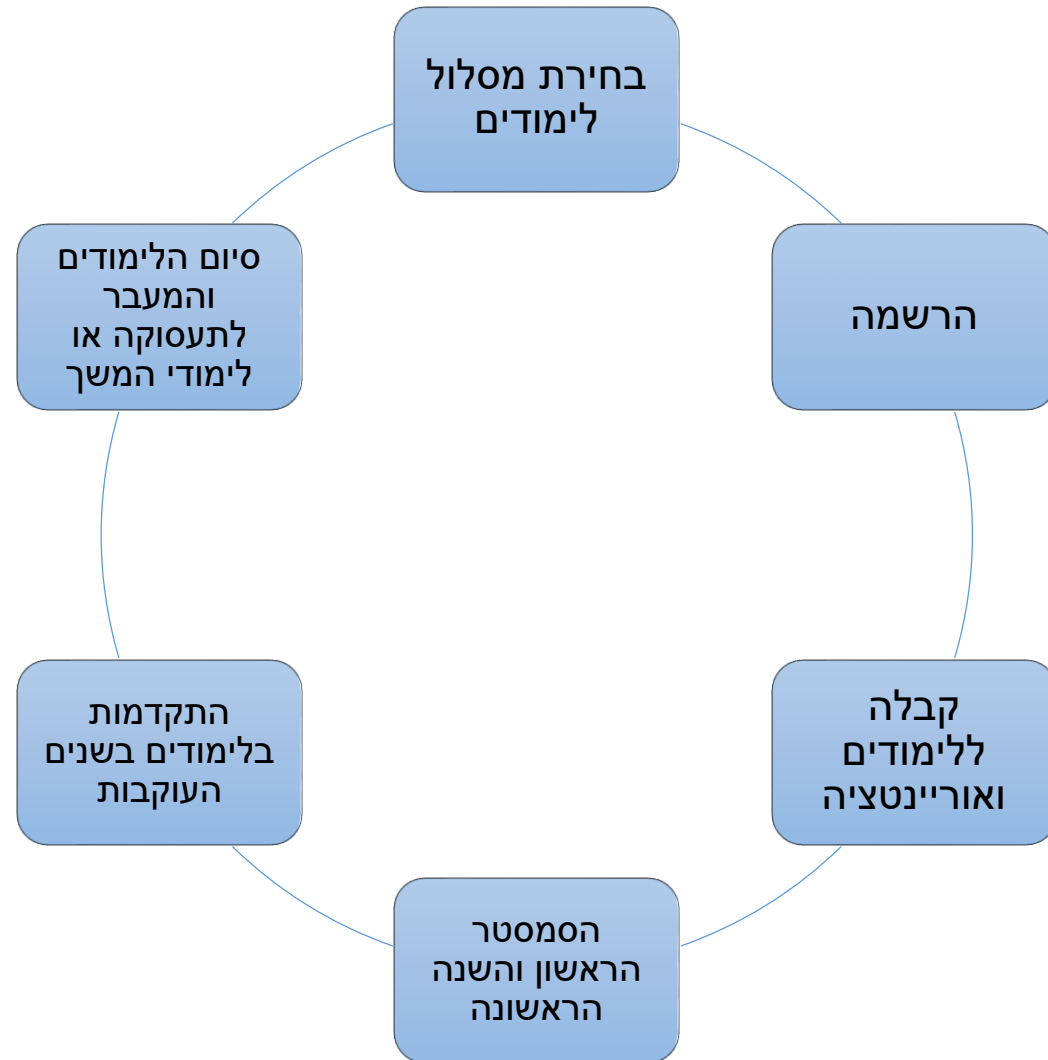 בחירת מסלול
לימודים
הרשמה
קבלה
ללימודים
ואוריינטציה
הסמסטר
הראשון והשנה
הראשונה
התקדמות
בלימודים בשנים
העוקבות
סיום הלימודים
והמעבר
לתעסוקה או
לימודי המשך